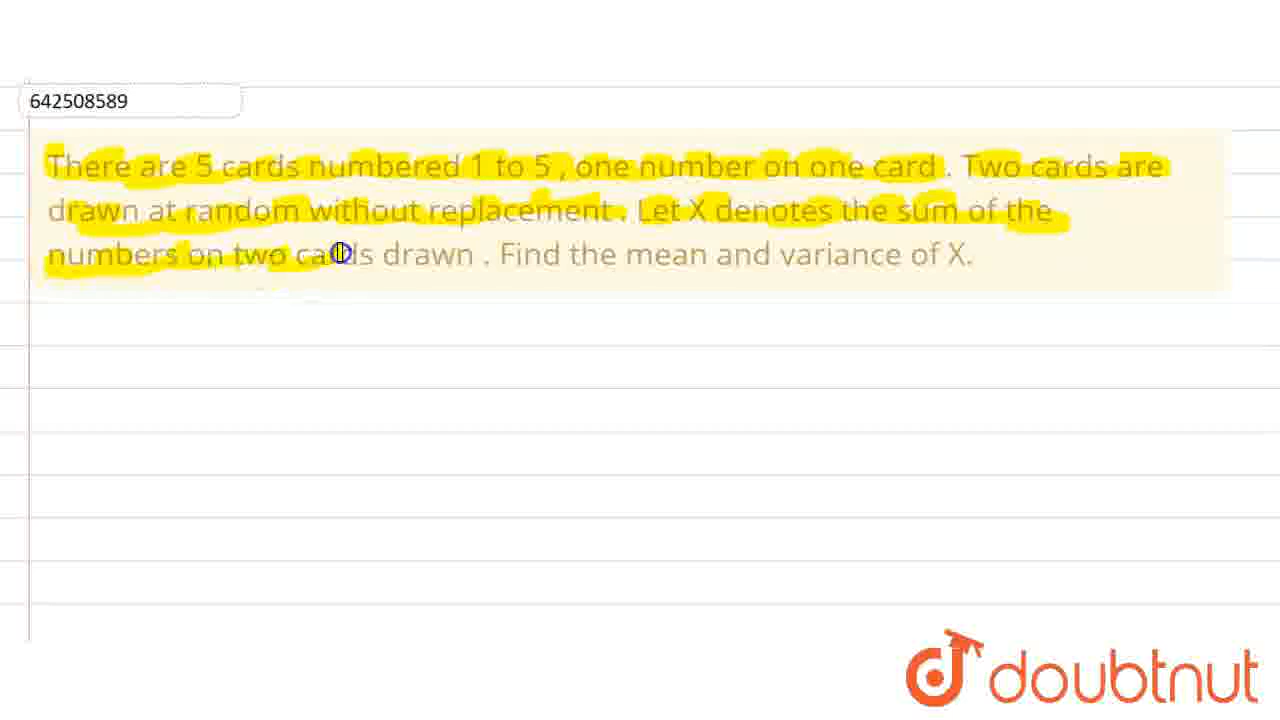 642508589
There are 5 cards numbered 1 to 5 , one number on one card . Two cards are
drawn at random without replacement . Let X denotes the sum of the
numbers on two cards drawn . Find the mean and variance of X.
doubtnut